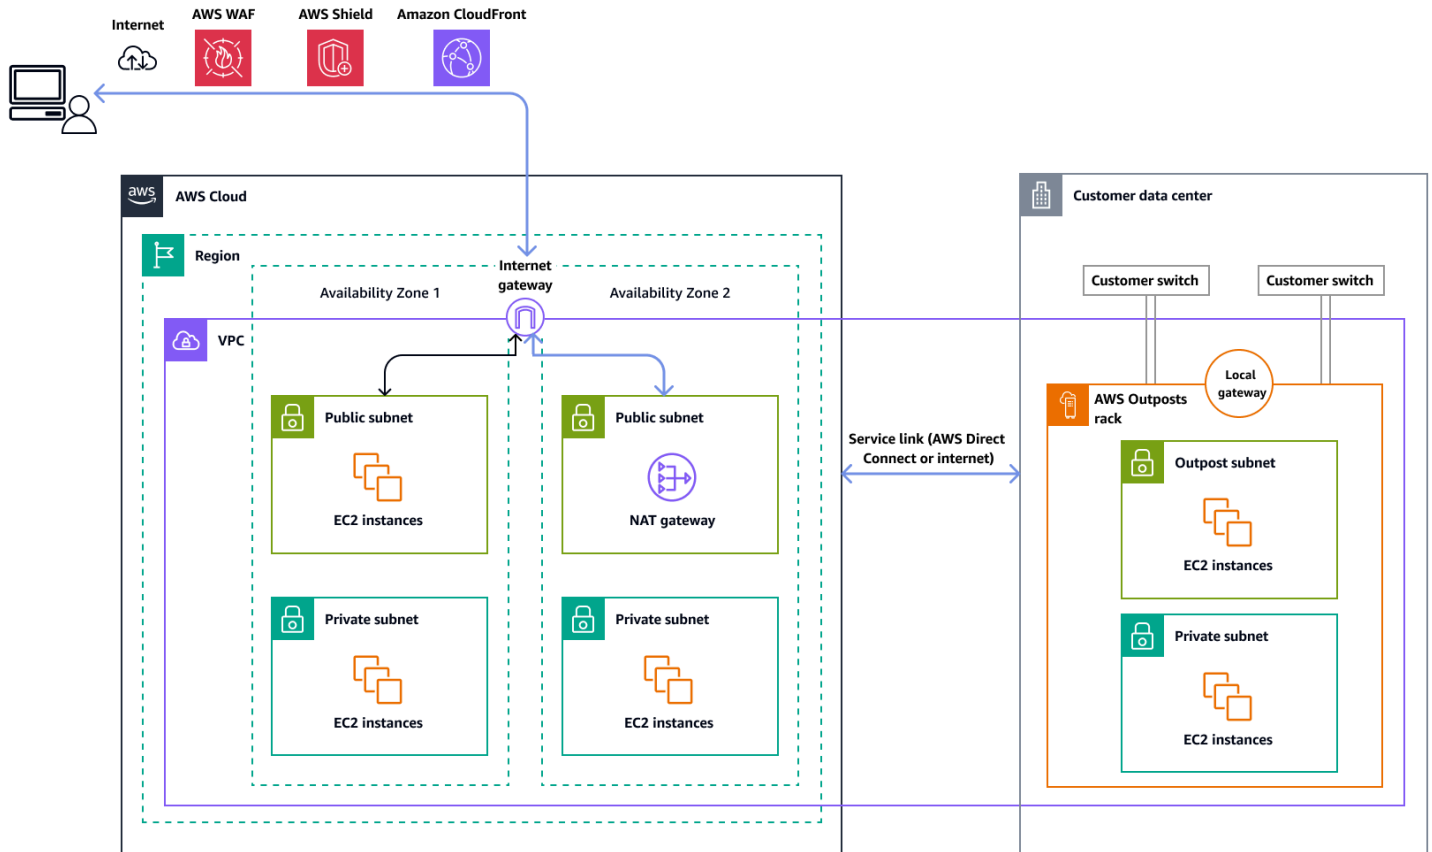 Internet
AWS WAF
AWS Shield
Amazon CloudFront
aws
AWS Cloud
Region
Availability Zone 1
Internet
gateway
Availability Zone 2
VPC
Public subnet
EC2 instances
Public subnet
NAT gateway
Private subnet
EC2 instances
Private subnet
EC2 instances
Service link (AWS Direct
Connect or internet)
Customer data center
Customer switch
Customer switch
Local
gateway
AWS Outposts
rack
Outpost subnet
EC2 instances
Private subnet
EC2 instances